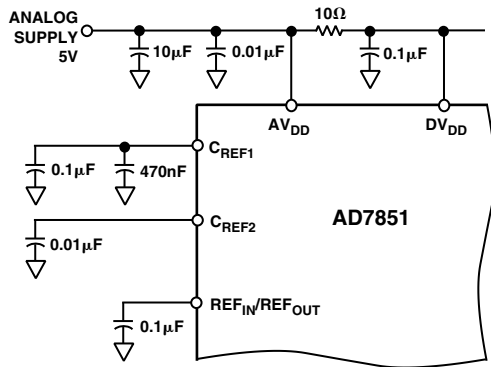 ANALOG
SUPPLY
5V
10µF
0.01µF
10Ω
0.1µF
AVDD
DVDD
CREF1
0.1µF
470nF
CREF2
AD7851
0.01µF
REFIN/REFOUT
0.1µF